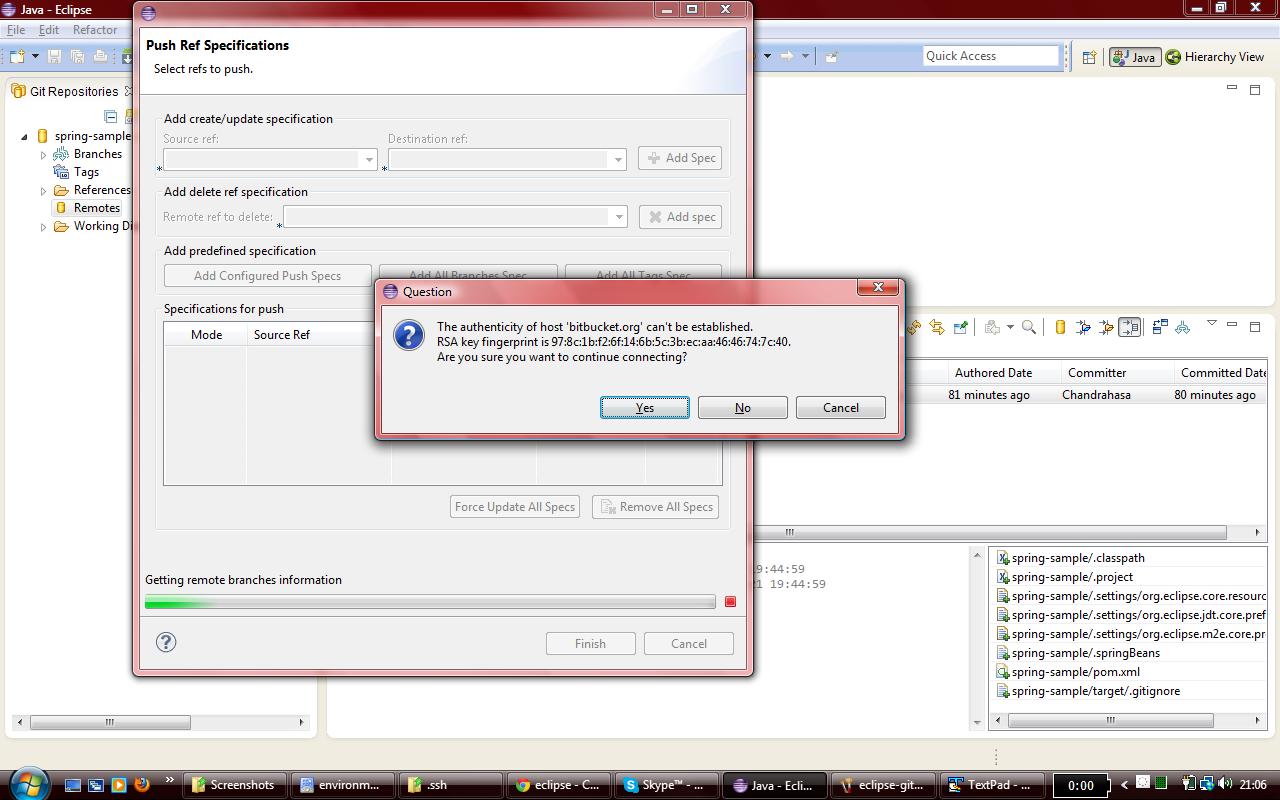 Java - Eclipse
File Edit Refactor
Quick Access
Java
Hierarchy View
Git Repositories
spring-sample
Branches
Tags
References
Remotes
Working Di
Push Ref Specifications
Select refs to push.
Add create/update specification
Source ref:
Destination ref:
Add Spec
Add delete ref specification
Remote ref to delete:
Add spec
Add predefined specification
Add Configured Push Specs
Add All Branches Spec
Add All Tags Spec
Specifications for push
Mode
Source Ref
Force Update All Specs
Remove All Specs
Getting remote branches information
Finish
Cancel
Question
The authenticity of host 'bitbucket.org' can't be established.
RSA key fingerprint is 97:8c:1b:f2:6f:14:6b:5c:3b:ec:aa:46:46:74:7c:40.
Are you sure you want to continue connecting?
Yes
No
Cancel
Authored Date
Committer
Committed Date
81 minutes ago
Chandrahasa
80 minutes ago
19:44:59
21 19:44:59
spring-sample/.classpath
spring-sample/.project
spring-sample/.settings/org.eclipse.core.resourc
spring-sample/.settings/org.eclipse.jdt.core.pref
spring-sample/.settings/org.eclipse.m2e.core.pr
spring-sample/.springBeans
spring-sample/pom.xml
spring-sample/target/.gitignore
Screenshots
environm...
.ssh
eclipse - C...
Skype™ - ...
Java - Ecli...
eclipse-git...
TextPad - ...
0:00
21:06